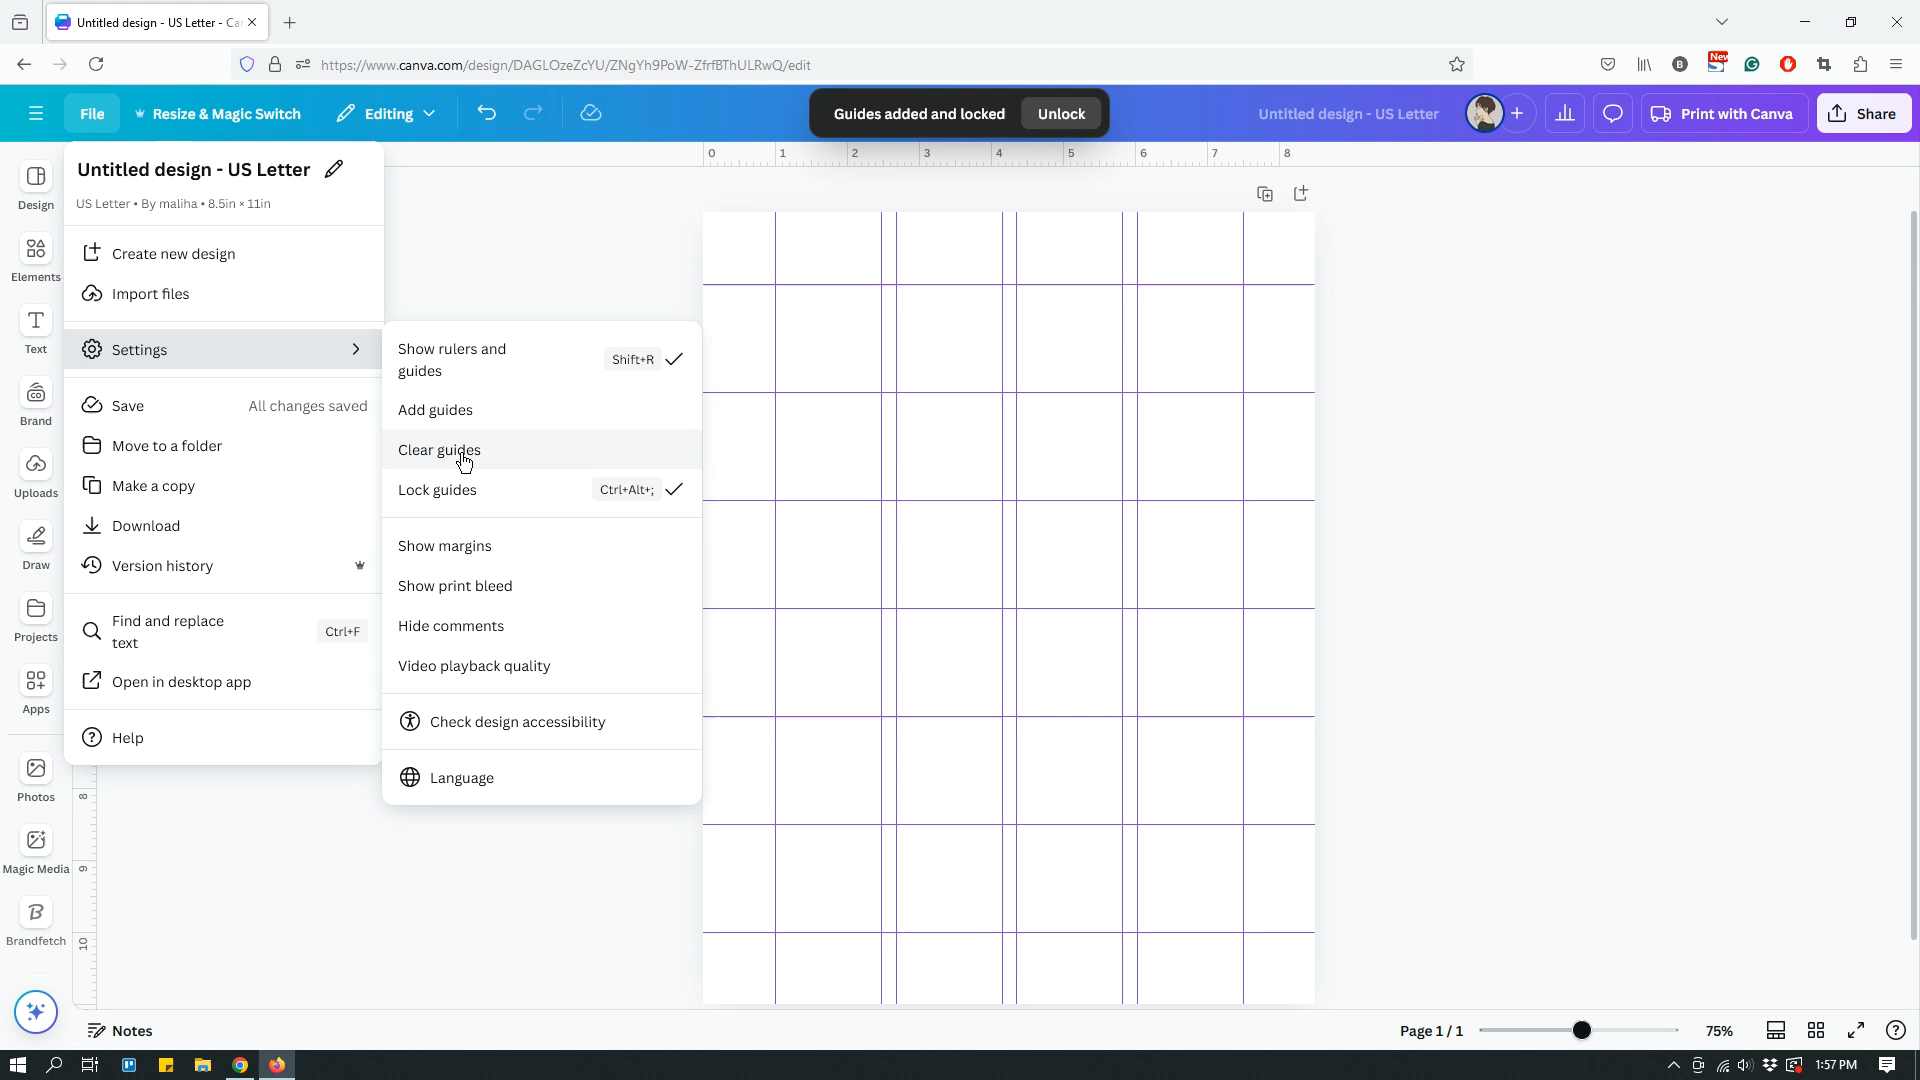 Untitled design - US Letter - Ca
https://www.canva.com/design/DAGLOzeZcYU/ZNgYh9PoW-ZfrfBThULRwQ/edit
B
New
File
Resize & Magic Switch
Editing
Guides added and locked
Unlock
Untitled design - US Letter
Print with Canva
Share
0 1 2 3 4 5 6 7 8
Untitled design - US Letter
US Letter • By maliha • 8.5in × 11in
Create new design
Import files
Settings
Save
All changes saved
Move to a folder
Make a copy
Download
Version history
Find and replace
text
Ctrl+F
Open in desktop app
Help
Show rulers and
guides
Shift+R
Add guides
Clear guides
Lock guides
Ctrl+Alt+;
Show margins
Show print bleed
Hide comments
Video playback quality
Check design accessibility
Language
Design
Elements
Text
Brand
Uploads
Draw
Projects
Apps
Photos
Magic Media
Brandfetch
8
9
10
Notes
Page 1 / 1
75%
1:57 PM